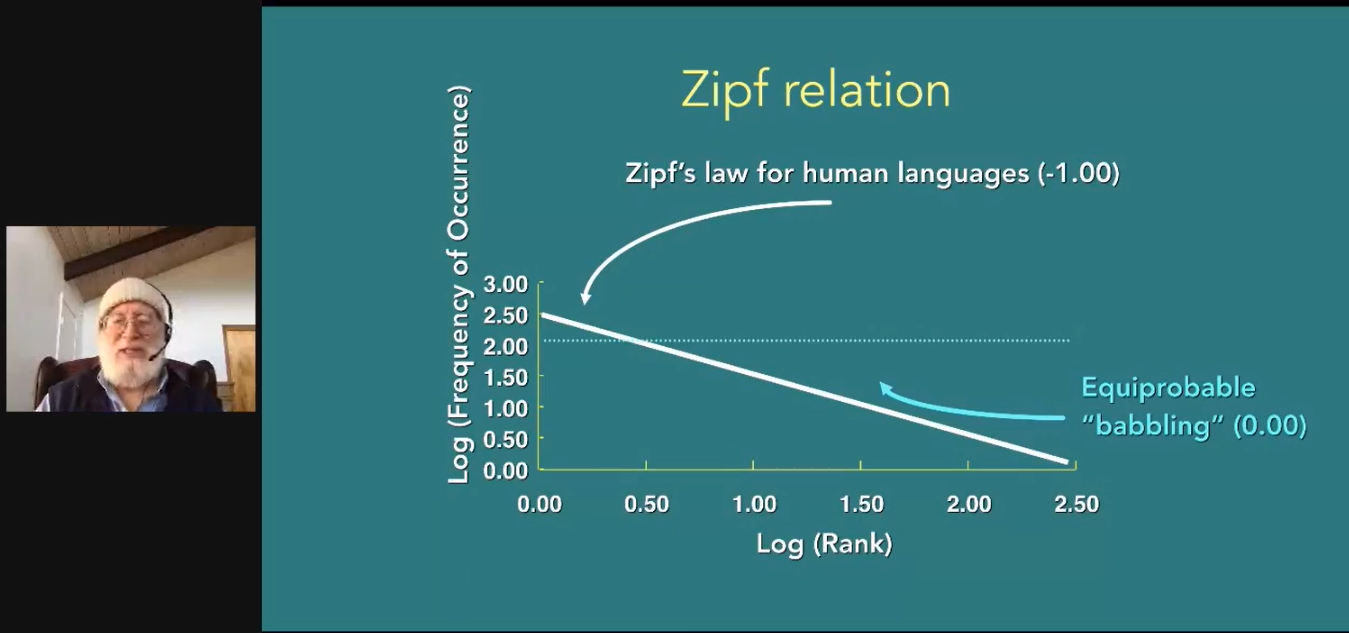 Zipf relation
Zipf's law for human languages (-1.00)
Log (Frequency of Occurrence)
3.00
2.50
2.00
1.50
1.00
0.50
0.00
Equiprobable
"babbling" (0.00)
0.00 0.50 1.00 1.50 2.00 2.50
Log (Rank)